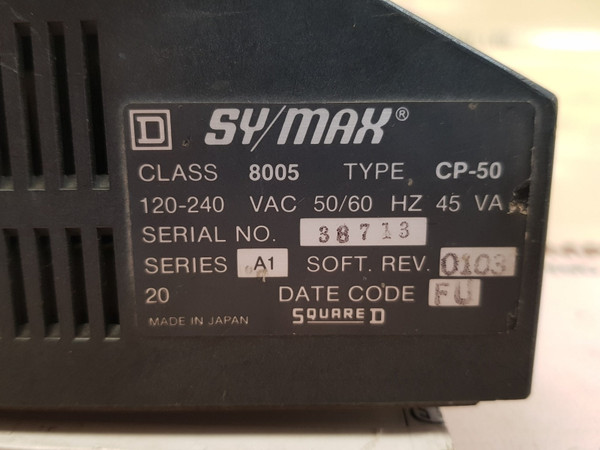 D SY/MAX®
CLASS 8005 TYPE CP-50
120-240 VAC 50/60 HZ 45 VA
SERIAL NO. 38713
SERIES A1 SOFT. REV. 0103
20 DATE CODE FU
MADE IN JAPAN SQUARE D